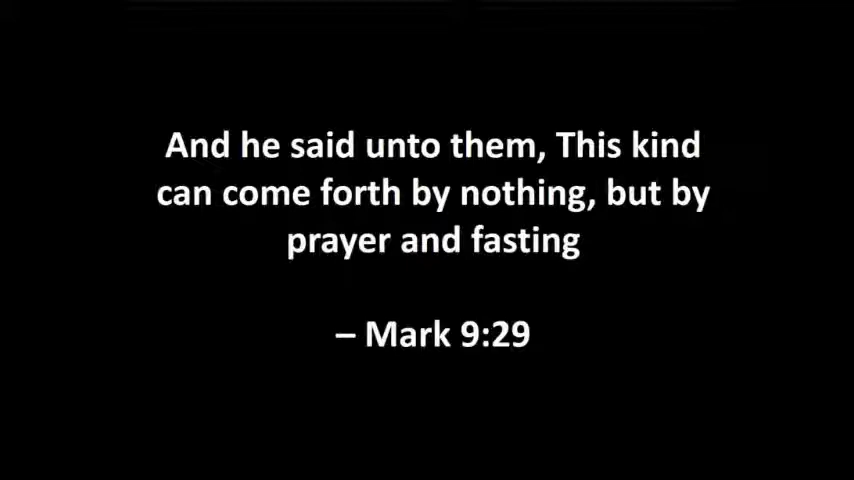 And he said unto them, This kind
can come forth by nothing, but by
prayer and fasting
– Mark 9:29